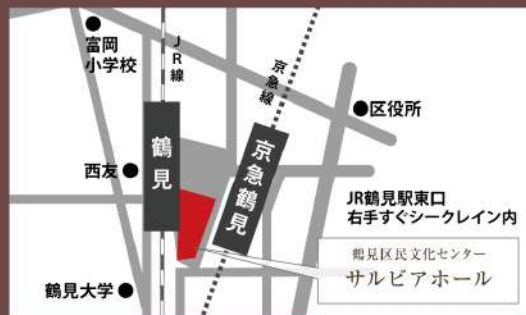 富岡
小学校
JR線
京急線
区役所
鶴見
京急鶴見
西友
JR鶴見駅東口
右手すぐシークレイン内
鶴見区民文化センター
サルビアホール
鶴見大学